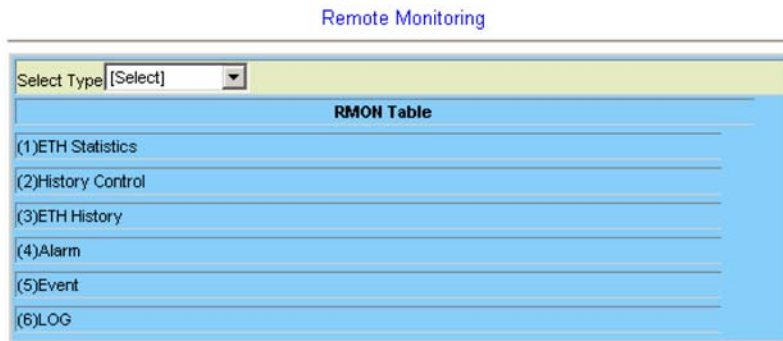 Remote Monitoring
Select Type [Select]
RMON Table
(1)ETH Statistics
(2)History Control
(3)ETH History
(4)Alarm
(5)Event
(6)LOG